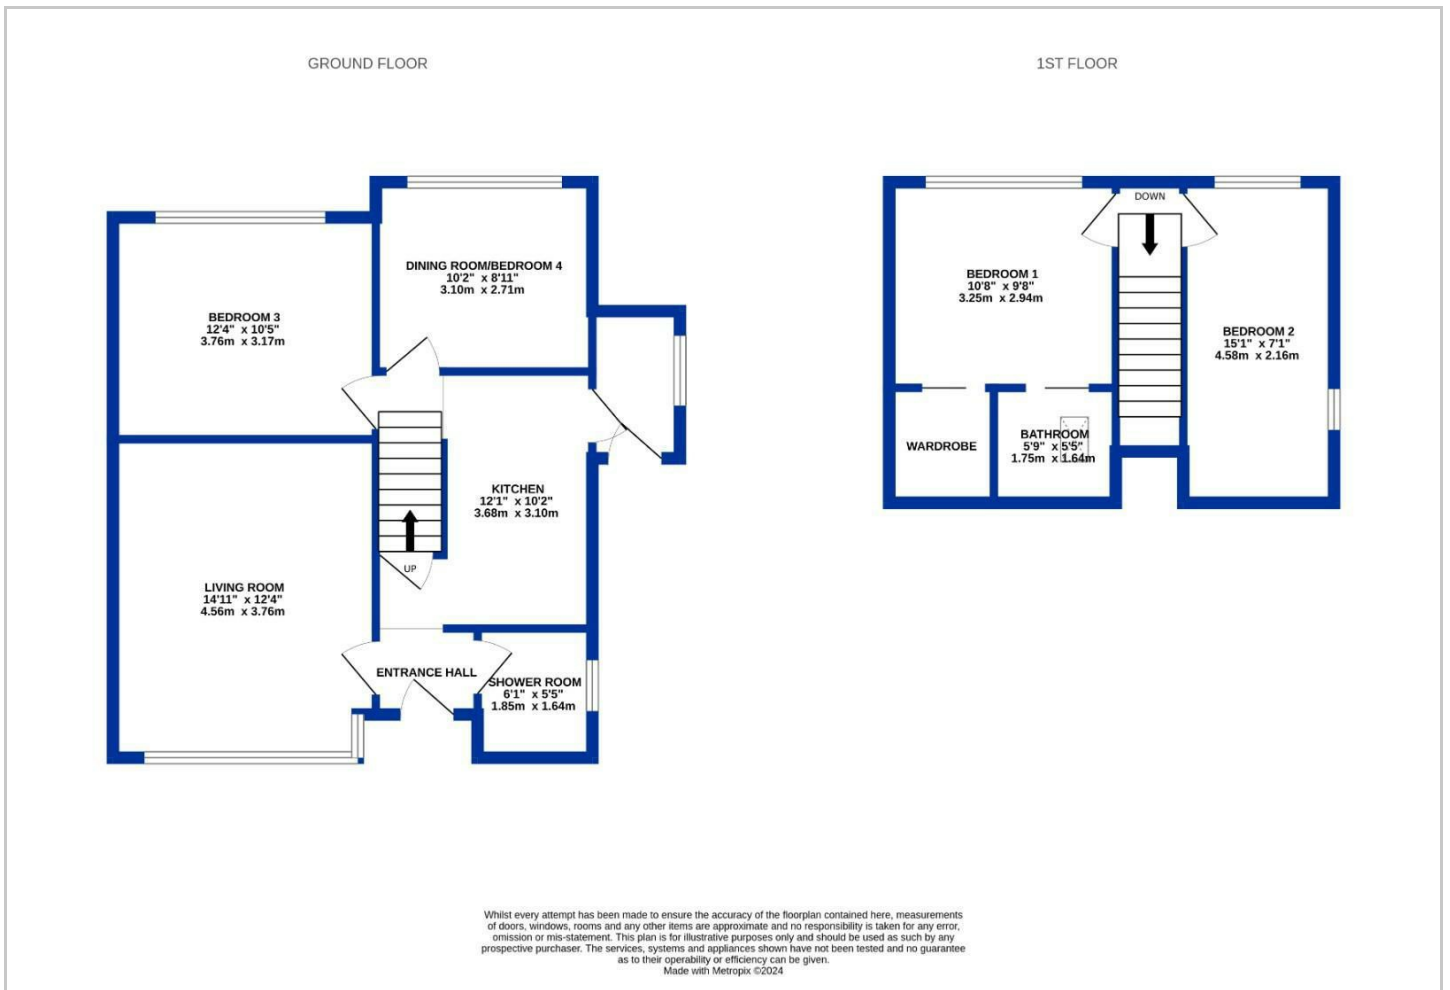 GROUND FLOOR
1ST FLOOR
DINING ROOM/BEDROOM 4
10'2" x 8'11"
3.10m x 2.71m
BEDROOM 3
12'4" x 10'5"
3.76m x 3.17m
KITCHEN
12'1" x 10'2"
3.68m x 3.10m
UP
LIVING ROOM
14'11" x 12'4"
4.56m x 3.76m
ENTRANCE HALL
SHOWER ROOM
6'1" x 5'5"
1.85m x 1.64m
DOWN
BEDROOM 1
10'8" x 9'8"
3.25m x 2.94m
BEDROOM 2
15'1" x 7'1"
4.58m x 2.16m
WARDROBE
BATHROOM
5'9" x 5'5"
1.75m x 1.64m
Whilst every attempt has been made to ensure the accuracy of the floorplan contained here, measurements
of doors, windows, rooms and any other items are approximate and no responsibility is taken for any error,
omission or mis-statement. This plan is for illustrative purposes only and should be used as such by any
prospective purchaser. The services, systems and appliances shown have not been tested and no guarantee
as to their operability or efficiency can be given.
Made with Metropix ©2024